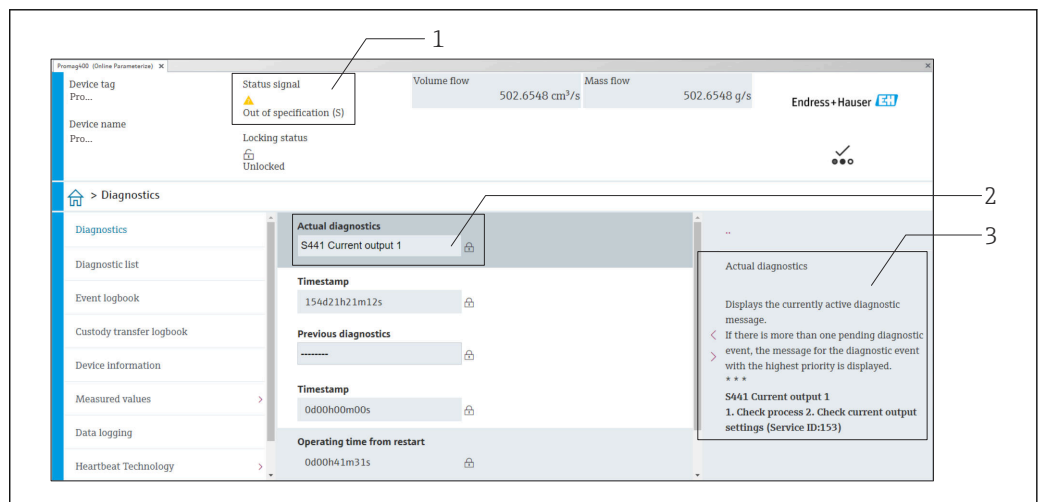 1
Promag400 (Online Parameterize) X
x
Device tag
Pro...
Device name
Pro...
Status signal
Out of specification (S)
Locking status
Unlocked
Volume flow
502.6548 cm³/s
Mass flow
502.6548 g/s
Endress+Hauser EH
> Diagnostics
2
3
Diagnostics
Diagnostic list
Event logbook
Custody transfer logbook
Device information
Measured values >
Data logging
Heartbeat Technology >
Actual diagnostics
S441 Current output 1
Timestamp
154d21h21m12s
Previous diagnostics
--------
Timestamp
0d00h00m00s
Operating time from restart
0d00h41m31s
..
Actual diagnostics
Displays the currently active diagnostic
message.
If there is more than one pending diagnostic
event, the message for the diagnostic event
with the highest priority is displayed.
* * *
S441 Current output 1
1. Check process 2. Check current output
settings (Service ID:153)